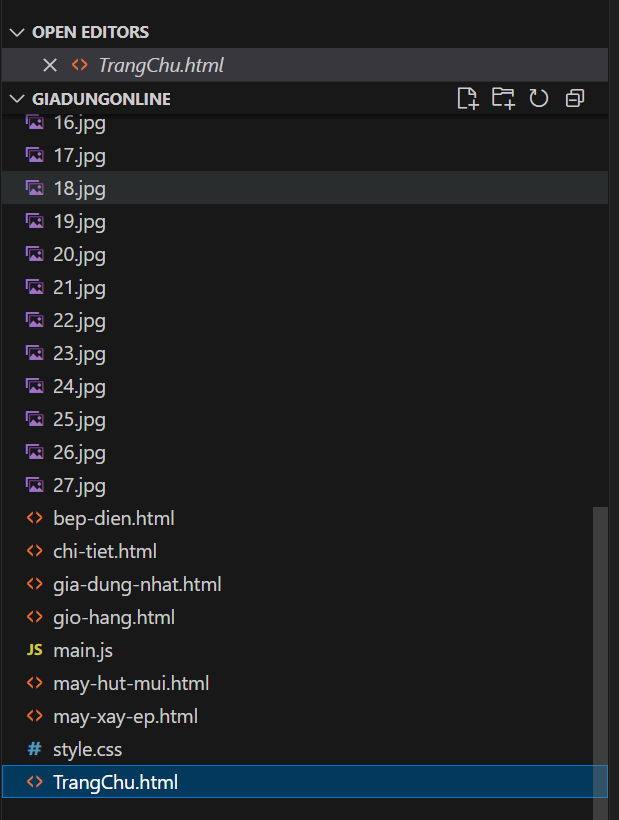 OPEN EDITORS
TrangChu.html
GIADUNGONLINE
16.jpg
17.jpg
18.jpg
19.jpg
20.jpg
21.jpg
22.jpg
23.jpg
24.jpg
25.jpg
26.jpg
27.jpg
bep-dien.html
chi-tiet.html
gia-dung-nhat.html
gio-hang.html
JS main.js
may-hut-mui.html
may-xay-ep.html
# style.css
TrangChu.html